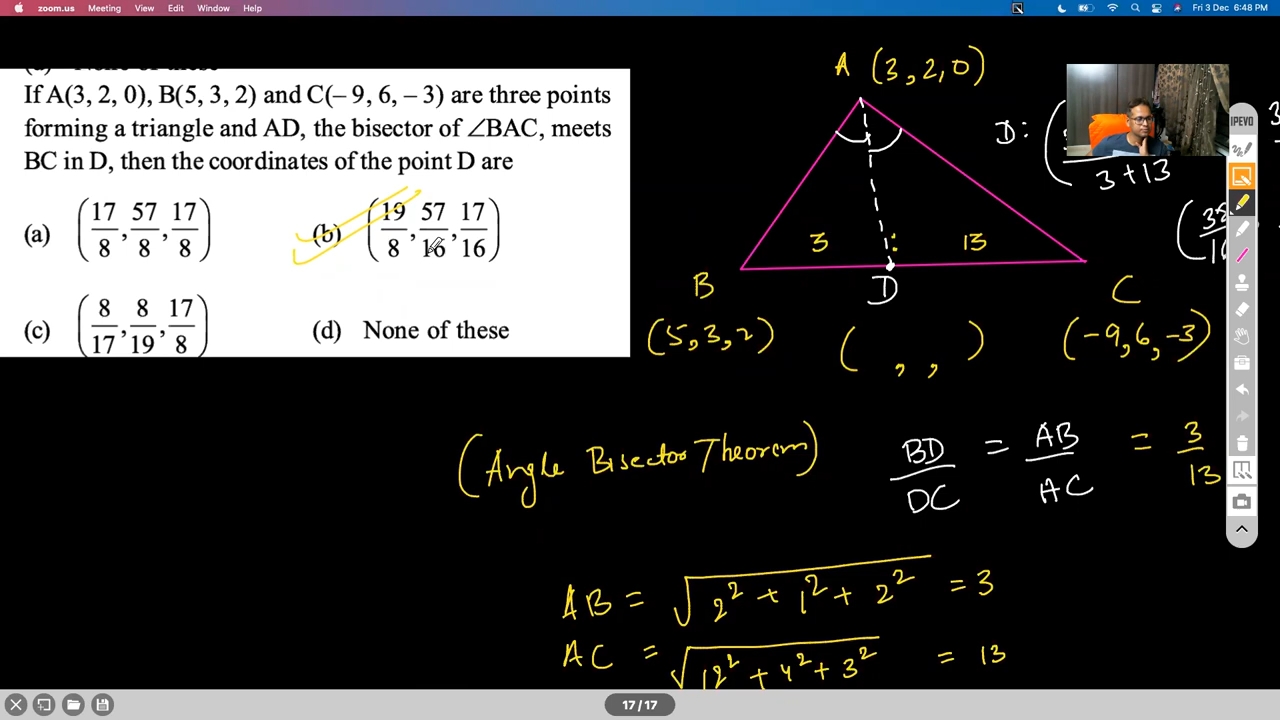 zoom.us Meeting View Edit Window Help
Fri 3 Dec 6:48 PM
(d) None of these
If A(3, 2, 0), B(5, 3, 2) and C(– 9, 6, – 3) are three points
forming a triangle and AD, the bisector of ∠BAC, meets
BC in D, then the coordinates of the point D are
(a) (17/8, 57/8, 17/8)
(b) (19/8, 57/16, 17/16)
(c) (8/17, 8/19, 17/8)
(d) None of these
A (3, 2, 0)
D: (
3 + 13
3 : 13
B
D
C
(5, 3, 2)
( , , )
(-9, 6, -3)
(Angle Bisector Theorem)
BD/DC = AB/AC = 3/13
AB = √2² + 1² + 2² = 3
AC = √12² + 4² + 3² = 13
IPEVO
17 / 17